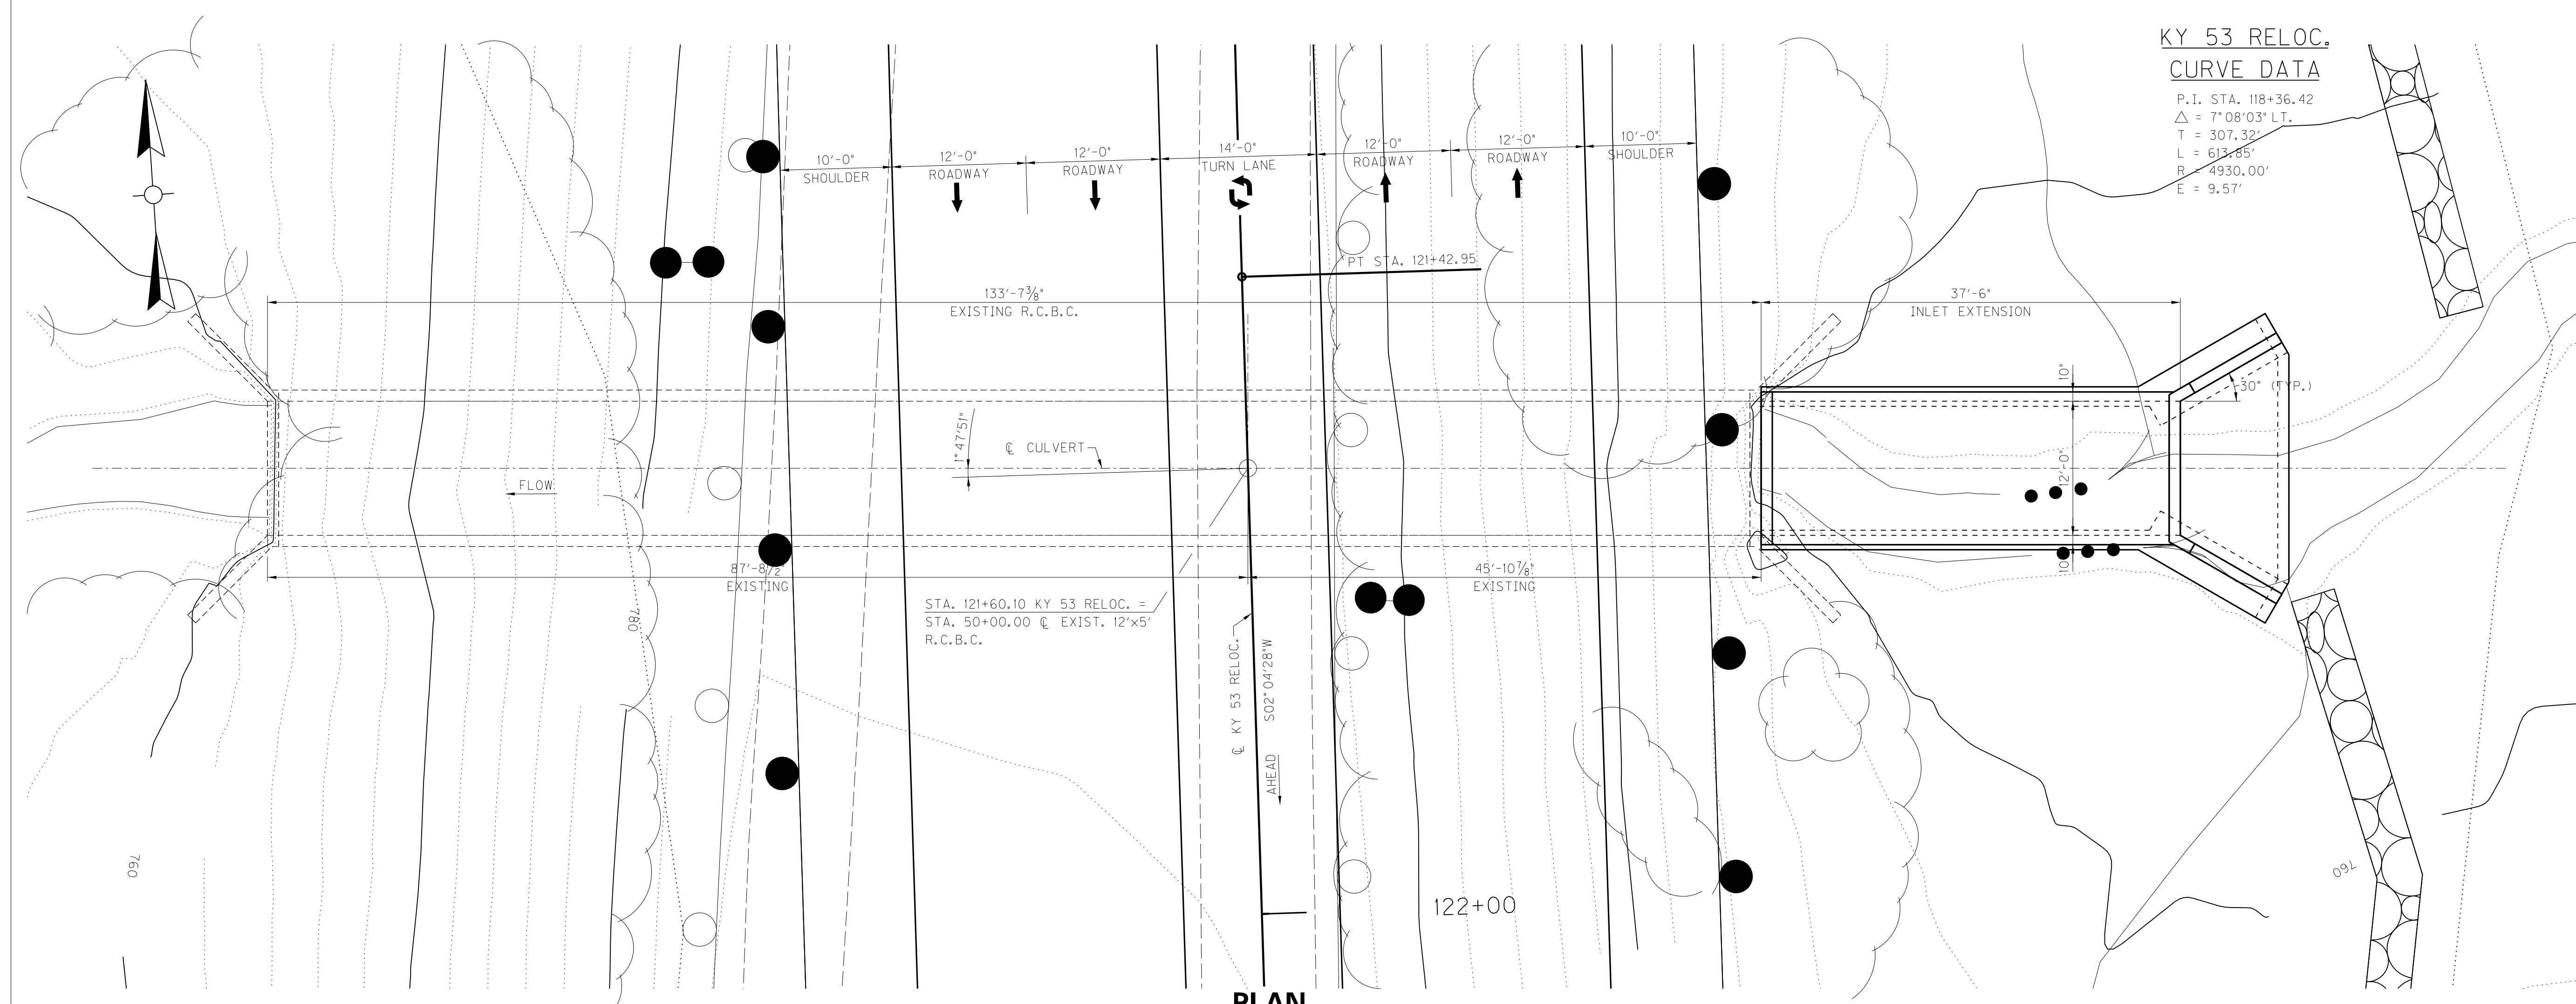 KY 53 RELOC.
CURVE DATA
P.I. STA. 118+36.42
△ = 7°08'03" LT.
T = 307.32'
L = 613.85'
R = 4930.00'
E = 9.57'
10'-0"
SHOULDER
12'-0"
ROADWAY
12'-0"
ROADWAY
14'-0"
TURN LANE
12'-0"
ROADWAY
12'-0"
ROADWAY
10'-0"
SHOULDER
PT STA. 121+42.95
133'-7⅜"
EXISTING R.C.B.C.
37'-6"
INLET EXTENSION
10"
30° (TYP.)
1°47'51"
℄ CULVERT
12'-0"
FLOW
10"
87'-8½"
EXISTING
45'-10⅞"
EXISTING
STA. 121+60.10 KY 53 RELOC. =
STA. 50+00.00 ℄ EXIST. 12'x5'
R.C.B.C.
780
℄ KY 53 RELOC.
S02°04'28"W
AHEAD
760
760
122+00
PLAN